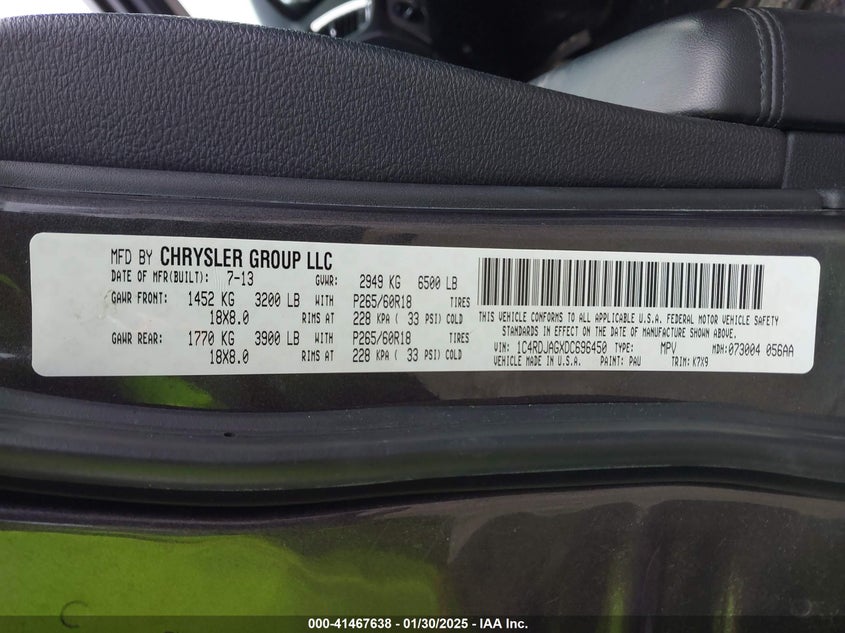 MFD BY CHRYSLER GROUP LLC
DATE OF MFR(BUILT): 7-13 GVWR: 2949 KG 6500 LB
GAWR FRONT: 1452 KG 3200 LB WITH P265/60R18 TIRES
18X8.0 RIMS AT 228 KPA ( 33 PSI) COLD
GAWR REAR: 1770 KG 3900 LB WITH P265/60R18 TIRES
18X8.0 RIMS AT 228 KPA ( 33 PSI) COLD
THIS VEHICLE CONFORMS TO ALL APPLICABLE U.S.A. FEDERAL MOTOR VEHICLE SAFETY
STANDARDS IN EFFECT ON THE DATE OF MANUFACTURE SHOWN ABOVE.
VIN: 1C4RDJAGXDC696450 TYPE: MPV MDH: 073004 056AA
VEHICLE MADE IN U.S.A. PAINT: PAU TRIM: K7X9
000-41467638 - 01/30/2025 - IAA Inc.